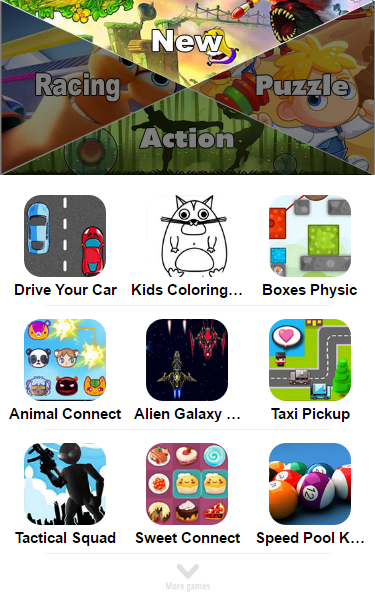 New
Racing
Puzzle
Action
Drive Your Car
Kids Coloring...
Boxes Physic
Animal Connect
Alien Galaxy ...
Taxi Pickup
Tactical Squad
Sweet Connect
Speed Pool K...
More games